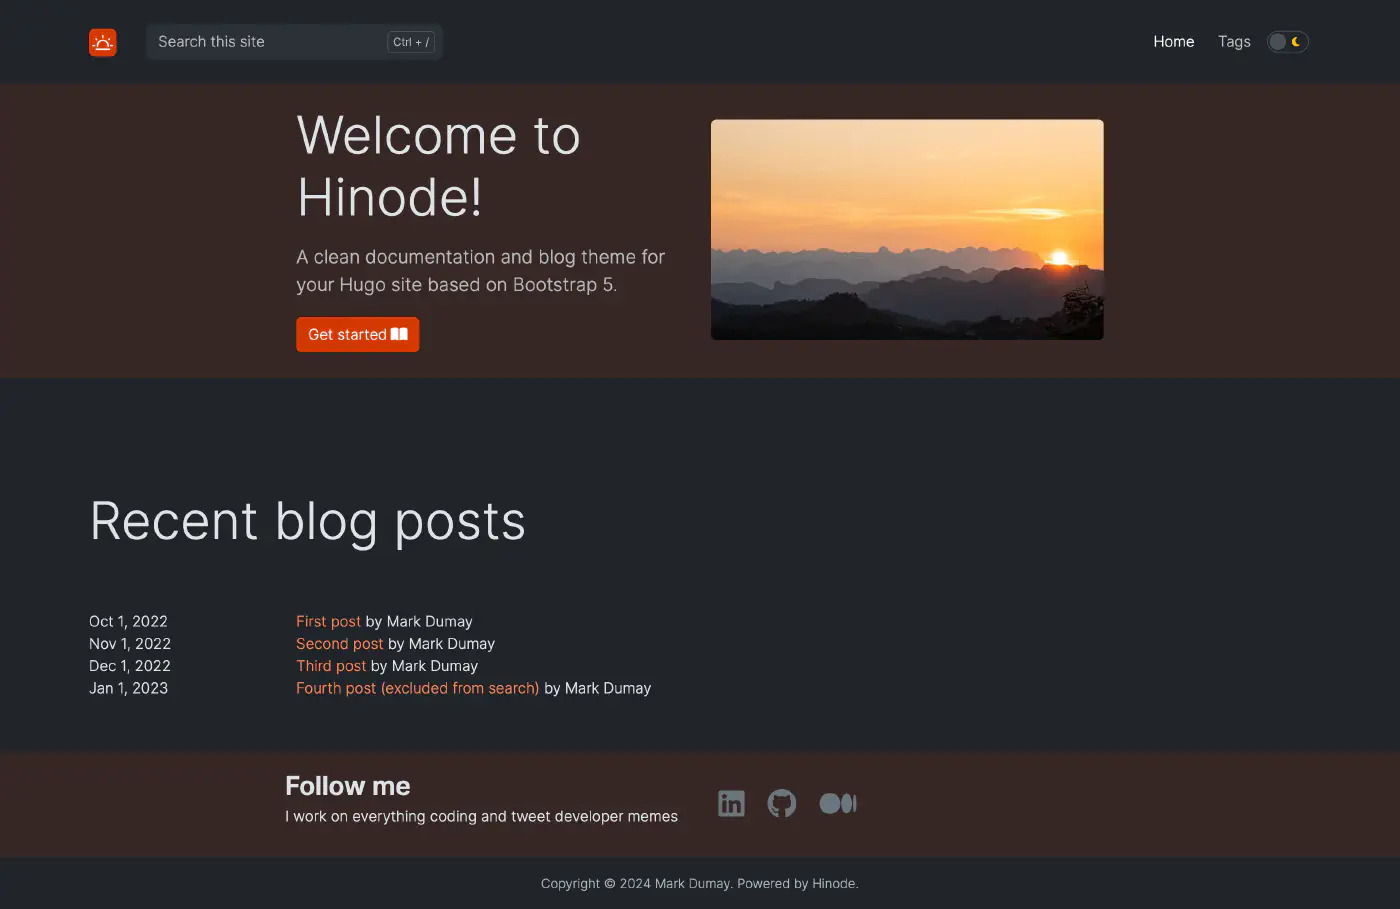 Search this site
Ctrl + /
Home
Tags
Welcome to
Hinode!
A clean documentation and blog theme for
your Hugo site based on Bootstrap 5.
Get started
Recent blog posts
Oct 1, 2022 First post by Mark Dumay
Nov 1, 2022 Second post by Mark Dumay
Dec 1, 2022 Third post by Mark Dumay
Jan 1, 2023 Fourth post (excluded from search) by Mark Dumay
Follow me
I work on everything coding and tweet developer memes
in
Copyright © 2024 Mark Dumay. Powered by Hinode.